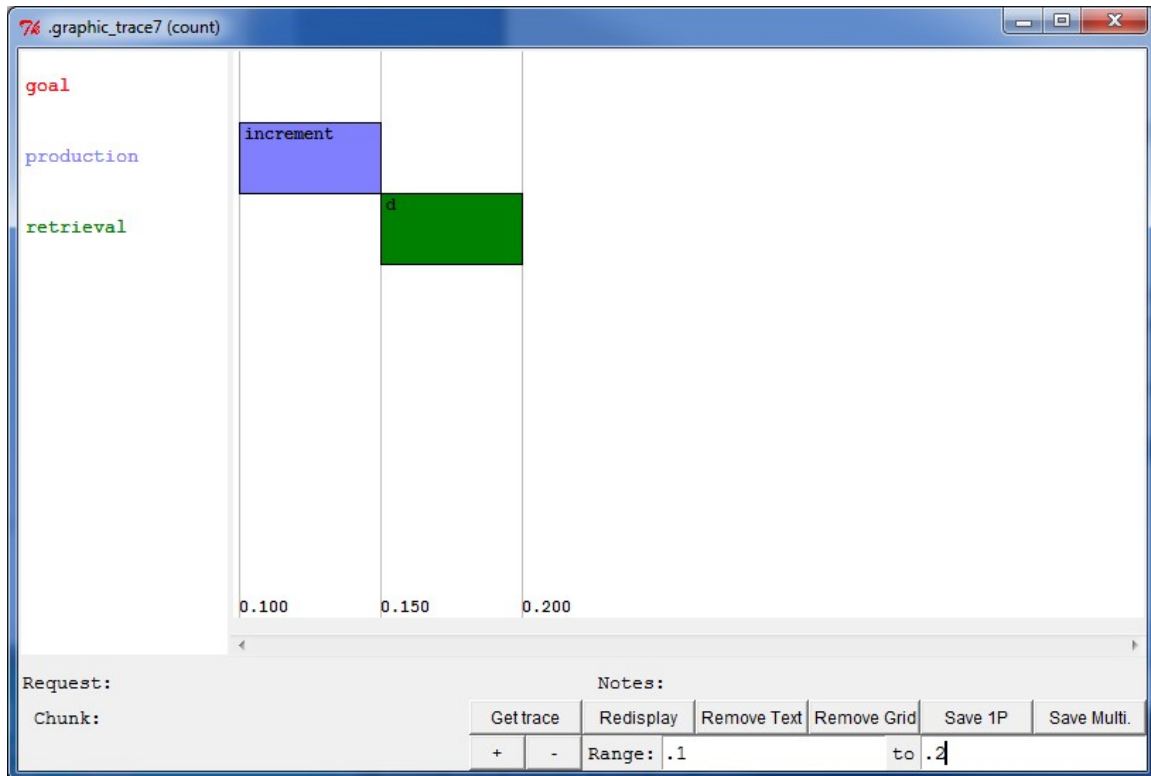 .graphic_trace7 (count)
goal
increment
production
d
retrieval
0.100 0.150 0.200
Request: Notes:
Chunk: Get trace Redisplay Remove Text Remove Grid Save 1P Save Multi.
+ - Range: .1 to .2